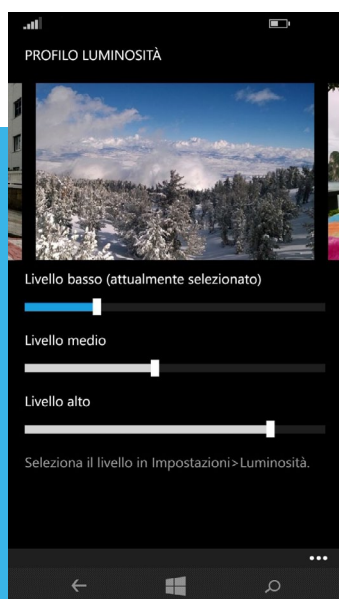 PROFILO LUMINOSITÀ
Livello basso (attualmente selezionato)
Livello medio
Livello alto
Seleziona il livello in Impostazioni>Luminosità.